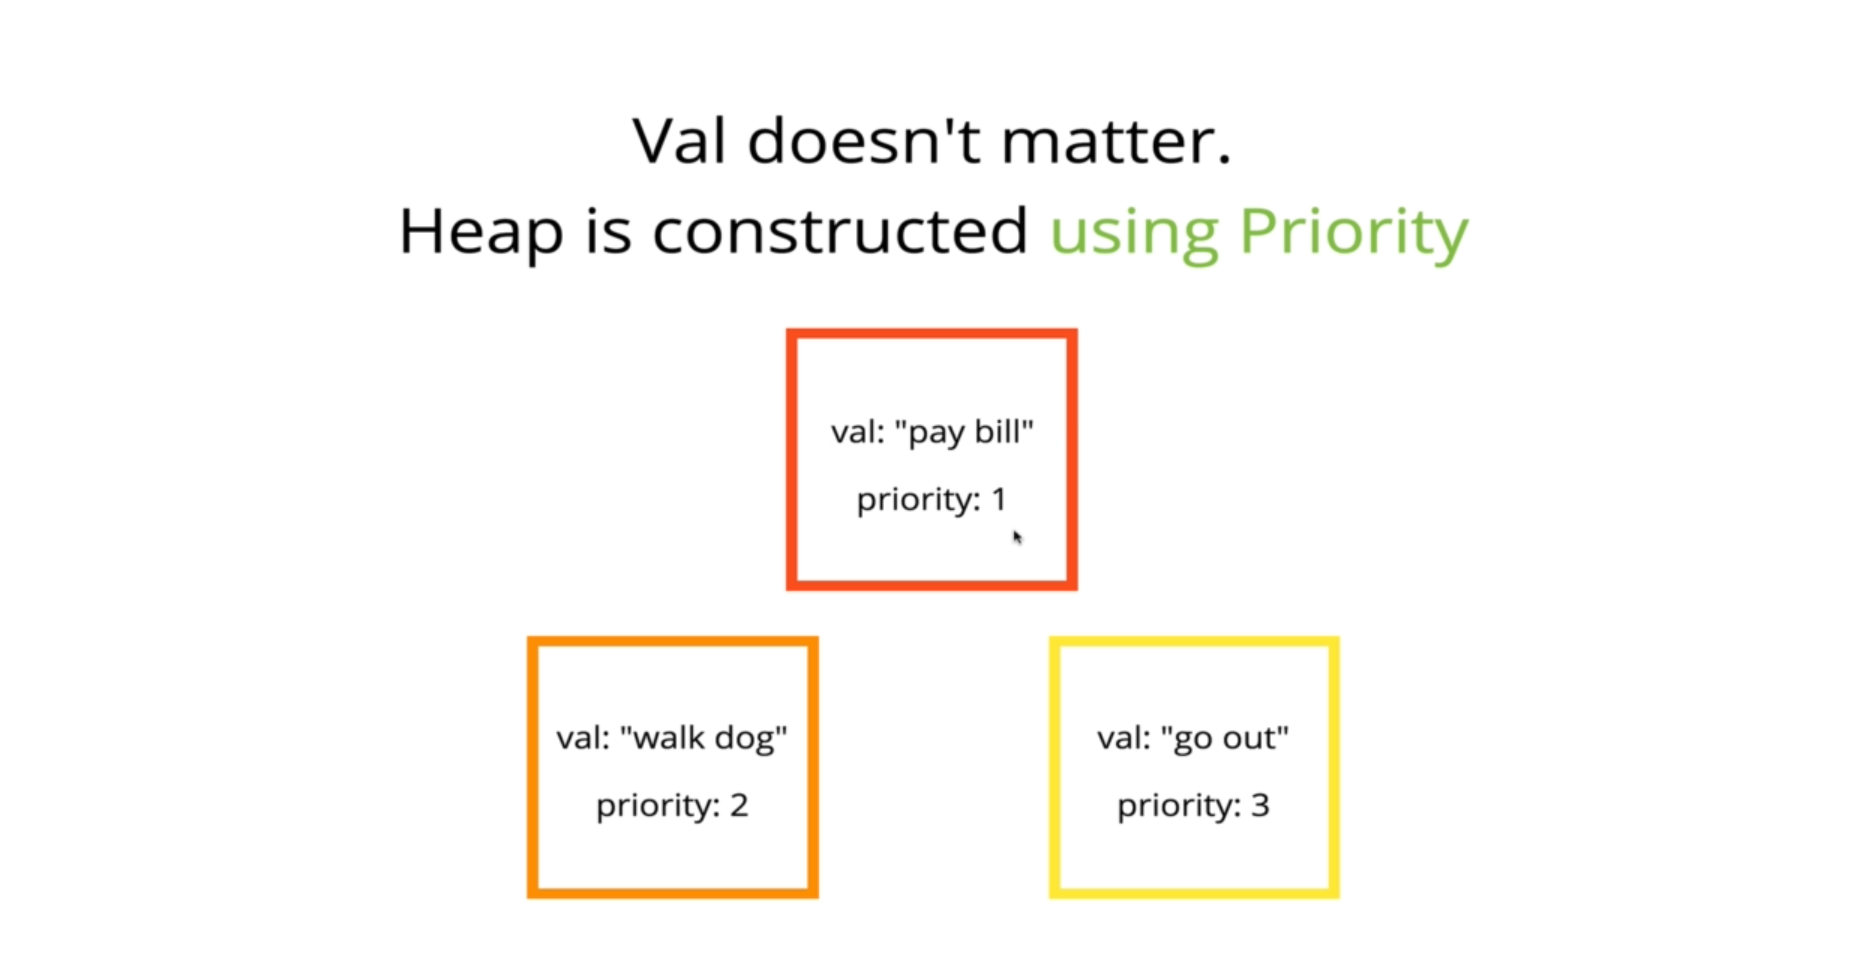 Val doesn't matter.
Heap is constructed using Priority
val: "pay bill"
priority: 1
val: "walk dog"
priority: 2
val: "go out"
priority: 3